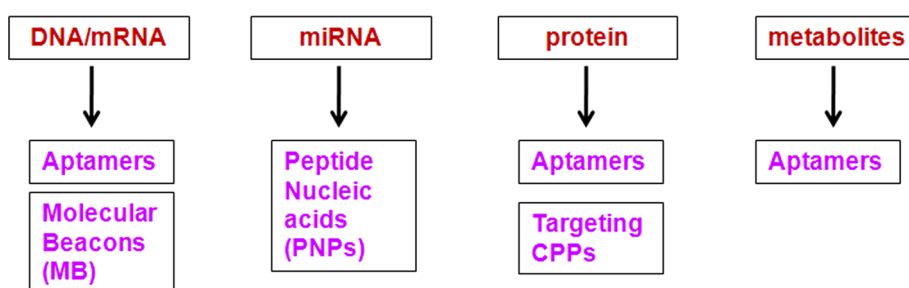 DNA/mRNA
miRNA
protein
metabolites
Aptamers
Molecular
Beacons
(MB)
Peptide
Nucleic
acids
(PNPs)
Aptamers
Targeting
CPPs
Aptamers